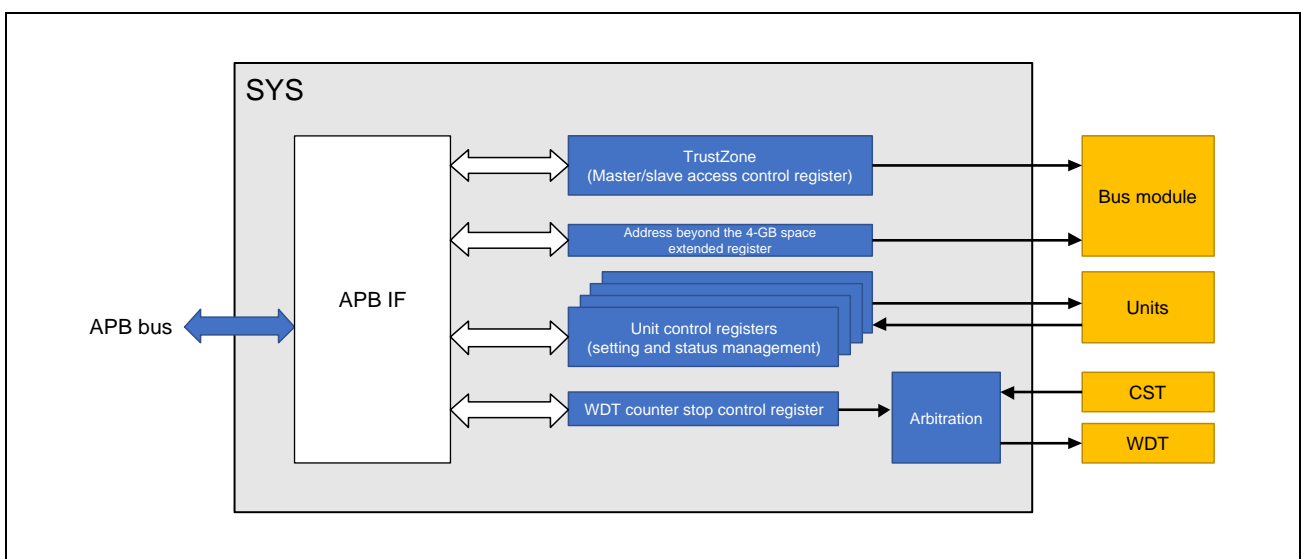 SYS
TrustZone
(Master/slave access control register)
Bus module
Address beyond the 4-GB space
extended register
APB IF
APB bus
Unit control registers
(setting and status management)
Units
WDT counter stop control register
Arbitration
CST
WDT